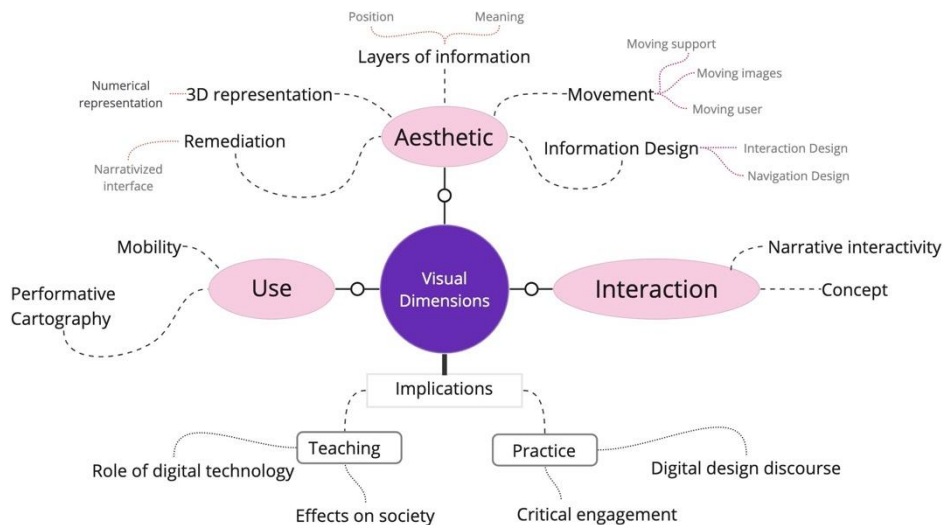 Position
Meaning
Layers of information
Moving support
Moving images
Moving user
Movement
Numerical
representation
3D representation
Aesthetic
Remediation
Narrativized
interface
Information Design
Interaction Design
Navigation Design
Mobility
Use
Performative
Cartography
Visual
Dimensions
Interaction
Narrative interactivity
Concept
Implications
Teaching
Role of digital technology
Effects on society
Practice
Digital design discourse
Critical engagement